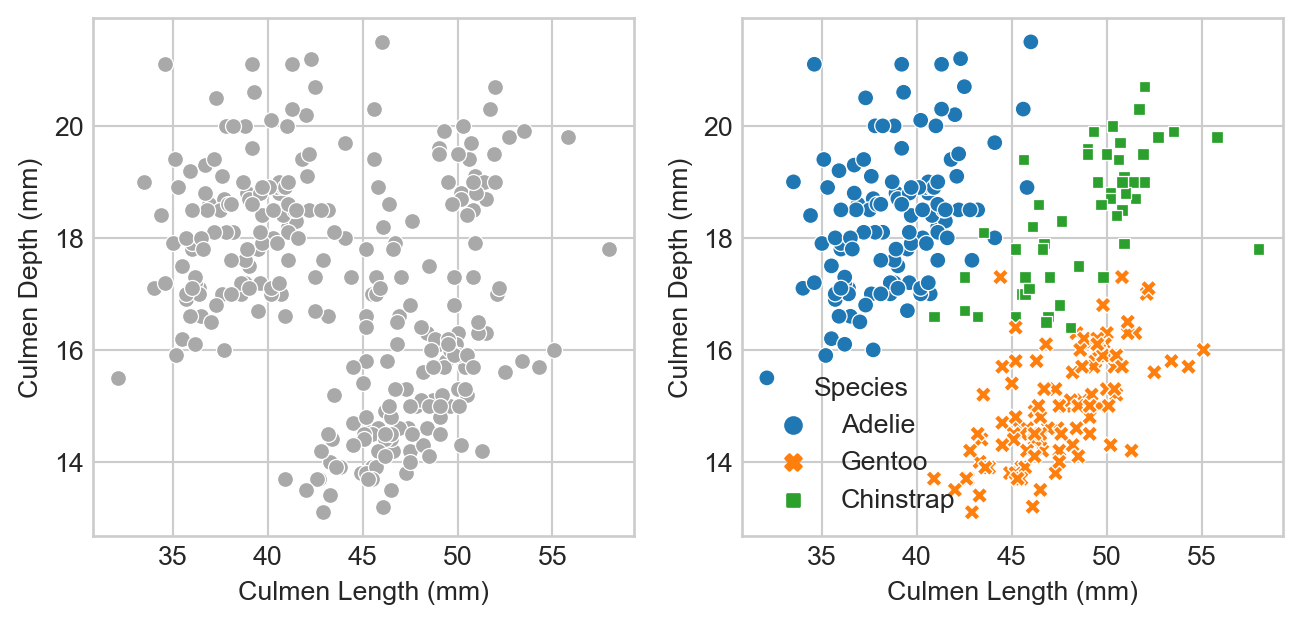 20
18
16
14
Culmen Depth (mm)
35 40 45 50 55
Culmen Length (mm)
20
18
16
14
Culmen Depth (mm)
Species
Adelie
Gentoo
Chinstrap
35 40 45 50 55
Culmen Length (mm)